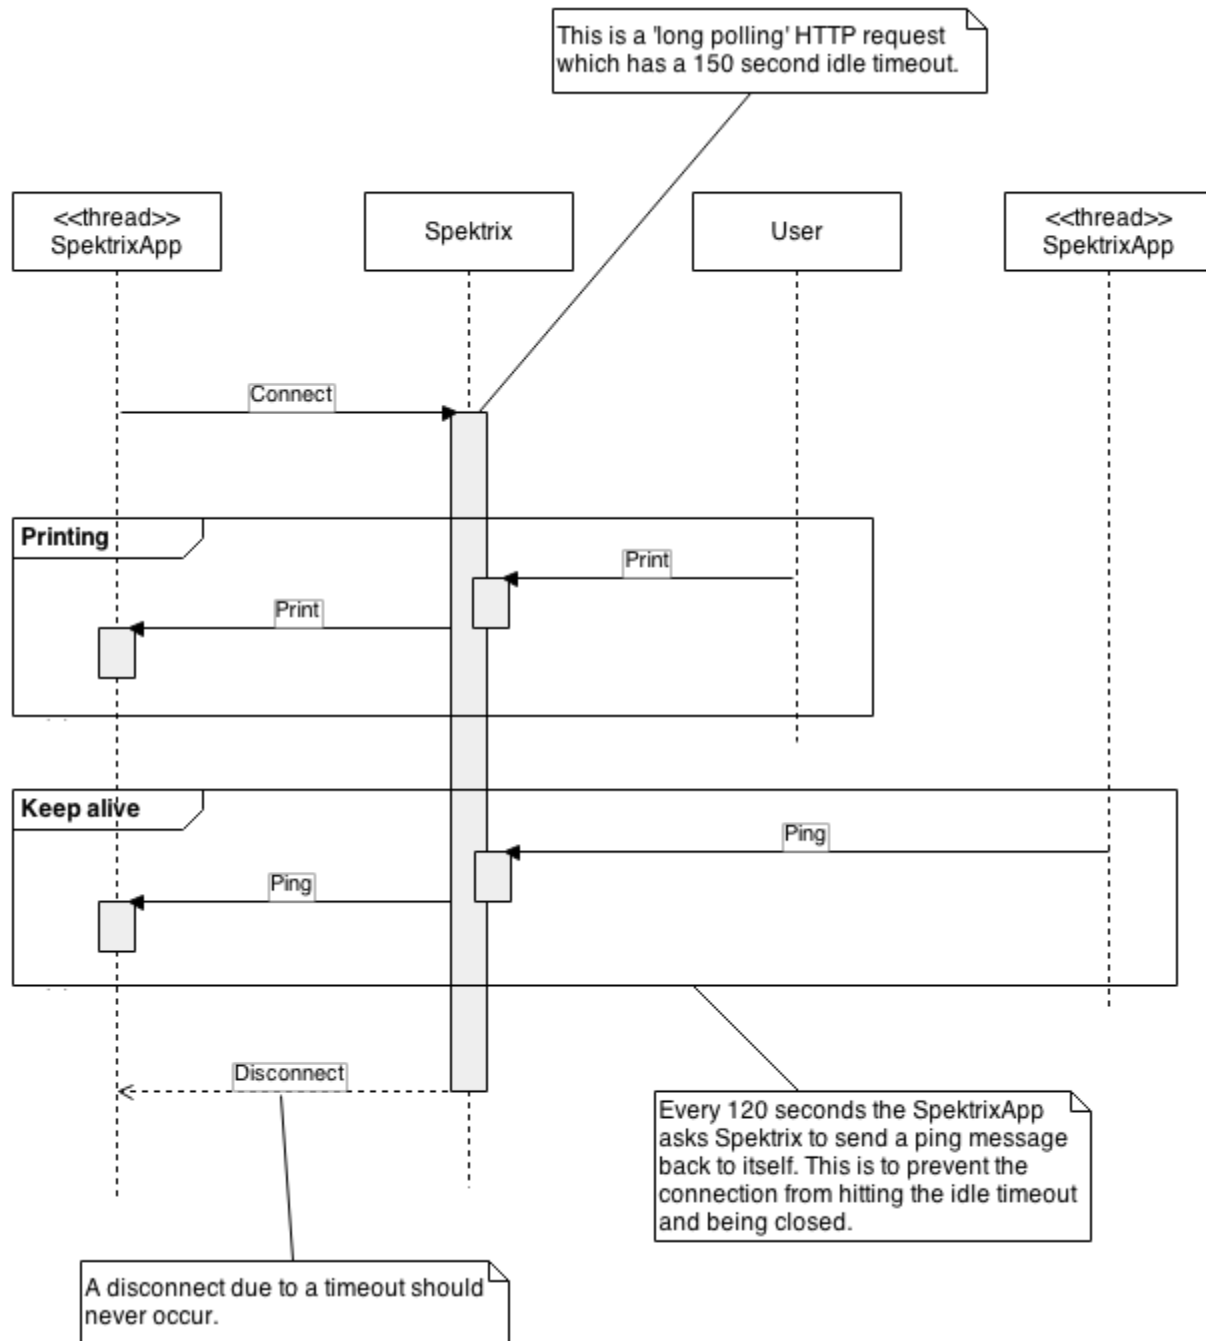 This is a 'long polling' HTTP request
which has a 150 second idle timeout.
<<thread>>
SpektrixApp
Spektrix
User
<<thread>>
SpektrixApp
Connect
Printing
Print
Print
Keep alive
Ping
Ping
Disconnect
Every 120 seconds the SpektrixApp
asks Spektrix to send a ping message
back to itself. This is to prevent the
connection from hitting the idle timeout
and being closed.
A disconnect due to a timeout should
never occur.